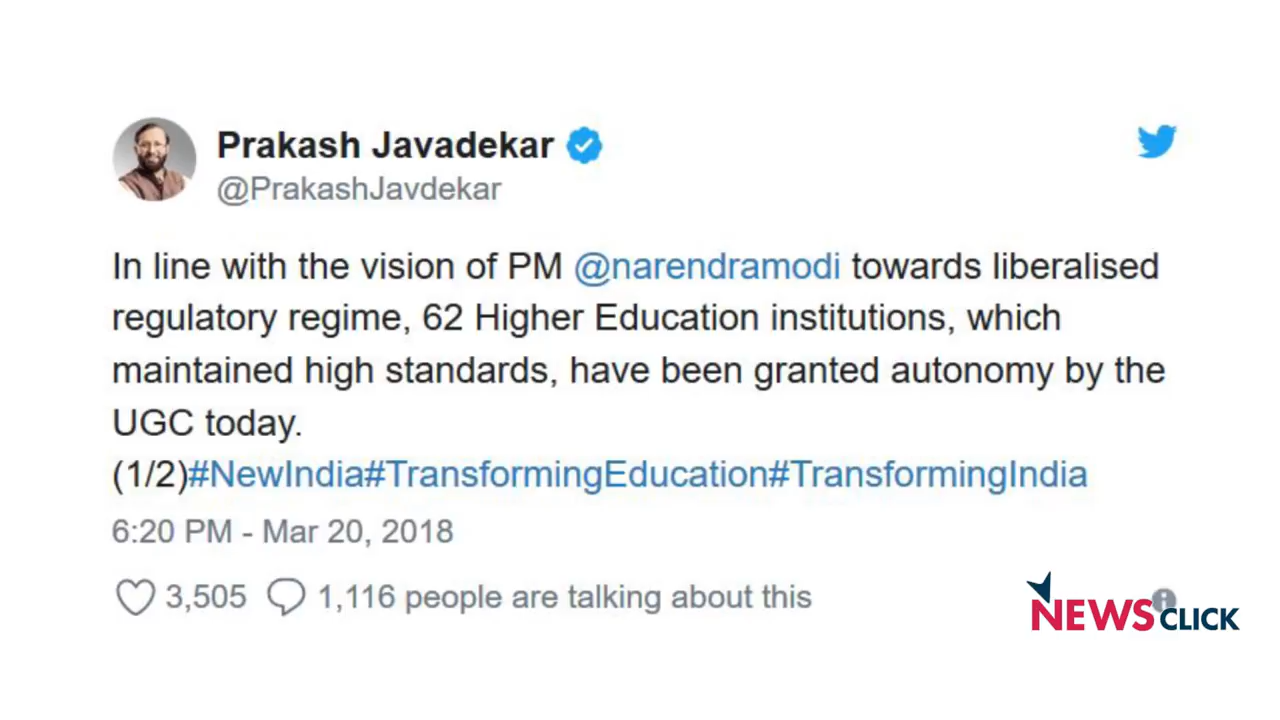 Prakash Javadekar
@PrakashJavdekar
In line with the vision of PM @narendramodi towards liberalised
regulatory regime, 62 Higher Education institutions, which
maintained high standards, have been granted autonomy by the
UGC today.
(1/2)#NewIndia#TransformingEducation#TransformingIndia
6:20 PM - Mar 20, 2018
3,505 1,116 people are talking about this
NEWSCLICK